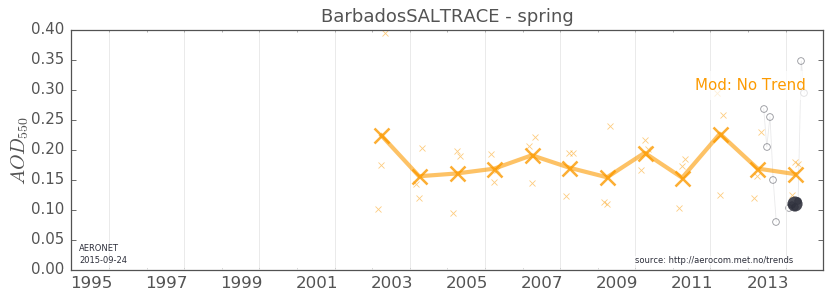 BarbadosSALTRACE - spring
0.40
0.35
0.30
0.25
0.20
0.15
0.10
0.05
0.00
AOD550
Mod: No Trend
AERONET
2015-09-24
source: http://aerocom.met.no/trends
1995 1997 1999 2001 2003 2005 2007 2009 2011 2013